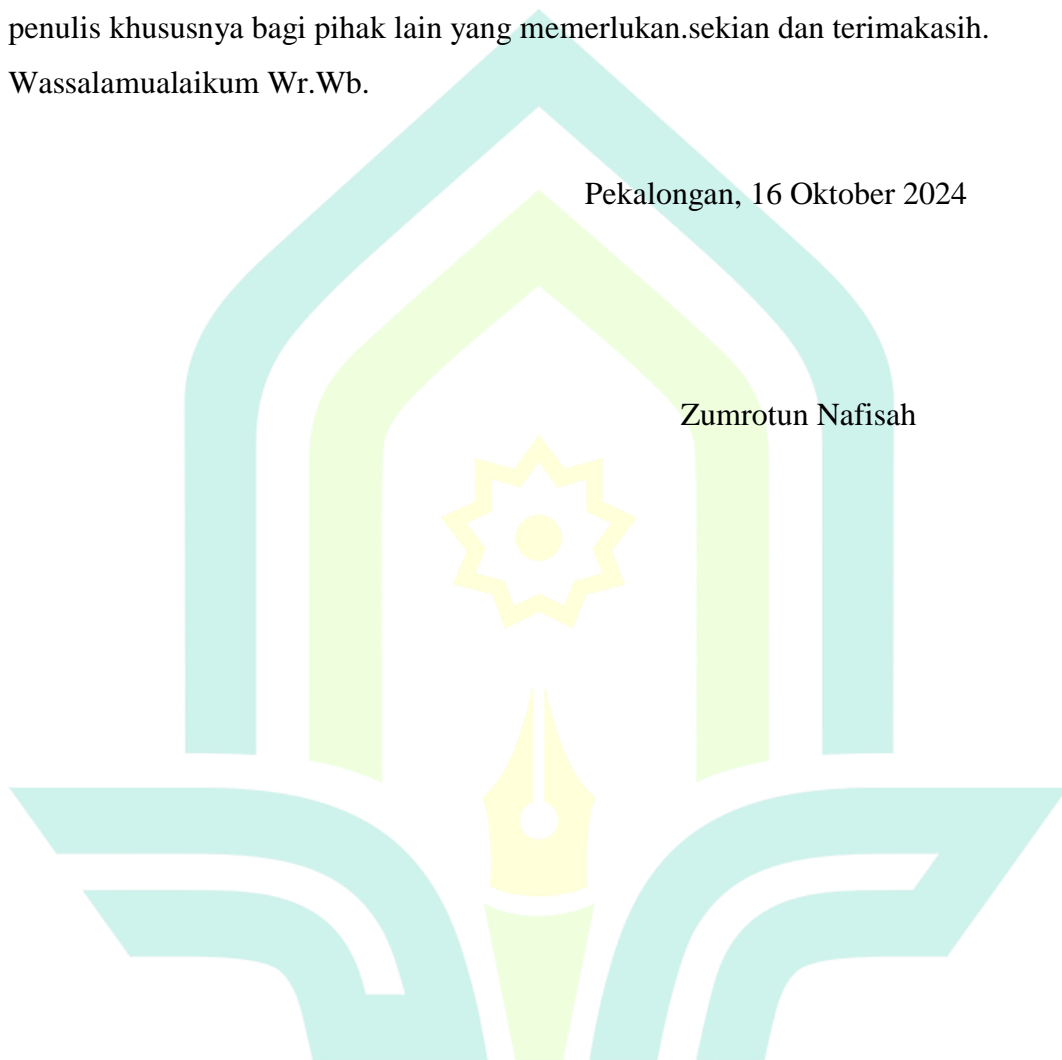 penulis khususnya bagi pihak lain yang memerlukan.sekian dan terimakasih.
Wassalamualaikum Wr.Wb.
Pekalongan, 16 Oktober 2024
Zumrotun Nafisah